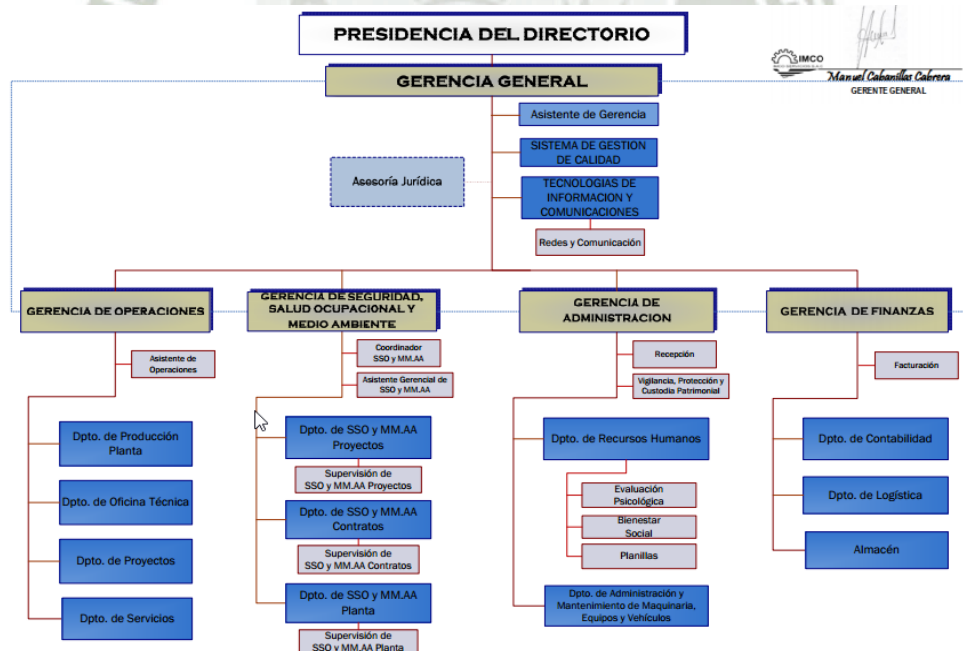 PRESIDENCIA DEL DIRECTORIO
IMCO
Manuel Cabanillas Cabrera
GERENTE GENERAL
GERENCIA GENERAL
Asistente de Gerencia
SISTEMA DE GESTION
DE CALIDAD
Asesoría Jurídica
TECNOLOGIAS DE
INFORMACION Y
COMUNICACIONES
Redes y Comunicación
GERENCIA DE OPERACIONES
Asistente de
Operaciones
Dpto. de Producción
Planta
Dpto. de Oficina Técnica
Dpto. de Proyectos
Dpto. de Servicios
GERENCIA DE SEGURIDAD,
SALUD OCUPACIONAL Y
MEDIO AMBIENTE
Coordinador
SSO y MM.AA
Asistente Gerencial de
SSO y MM.AA
Dpto. de SSO y MM.AA
Proyectos
Supervisión de
SSO y MM.AA Proyectos
Dpto. de SSO y MM.AA
Contratos
Supervisión de
SSO y MM.AA Contratos
Dpto. de SSO y MM.AA
Planta
Supervisión de
SSO y MM.AA Planta
GERENCIA DE
ADMINISTRACION
Recepción
Vigilancia, Protección y
Custodia Patrimonial
Dpto. de Recursos Humanos
Evaluación
Psicológica
Bienestar
Social
Planillas
Dpto. de Administración y
Mantenimiento de Maquinaria,
Equipos y Vehículos
GERENCIA DE FINANZAS
Facturación
Dpto. de Contabilidad
Dpto. de Logística
Almacén